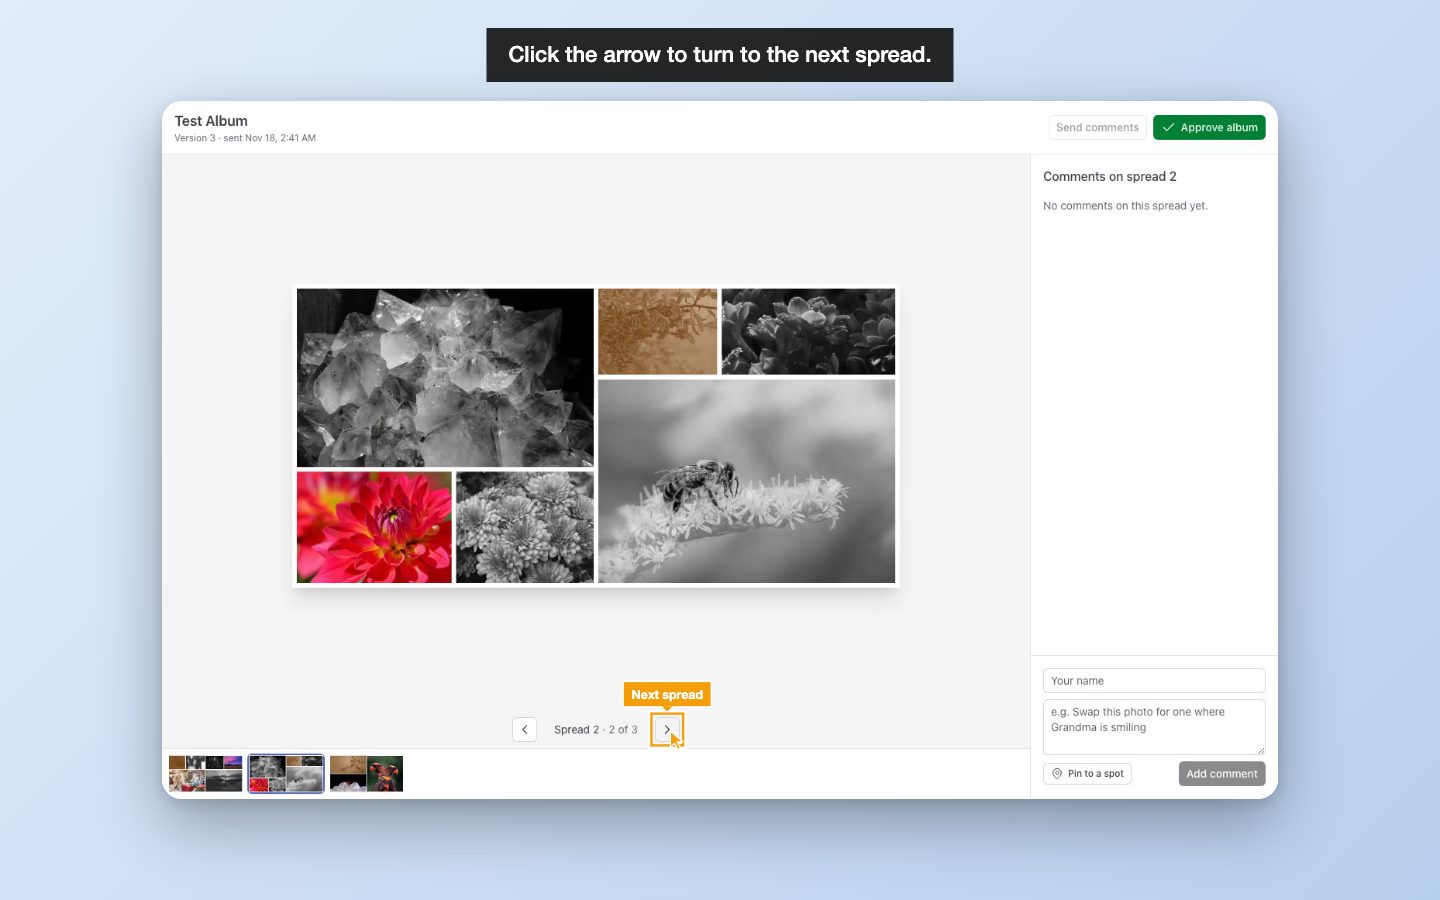 Click the arrow to turn to the next spread.
Test Album
Version 3 · sent Nov 18, 2:41 AM
Send comments
Approve album
Comments on spread 2
No comments on this spread yet.
Next spread
Spread 2 · 2 of 3
Your name
e.g. Swap this photo for one where
Grandma is smiling
Pin to a spot
Add comment